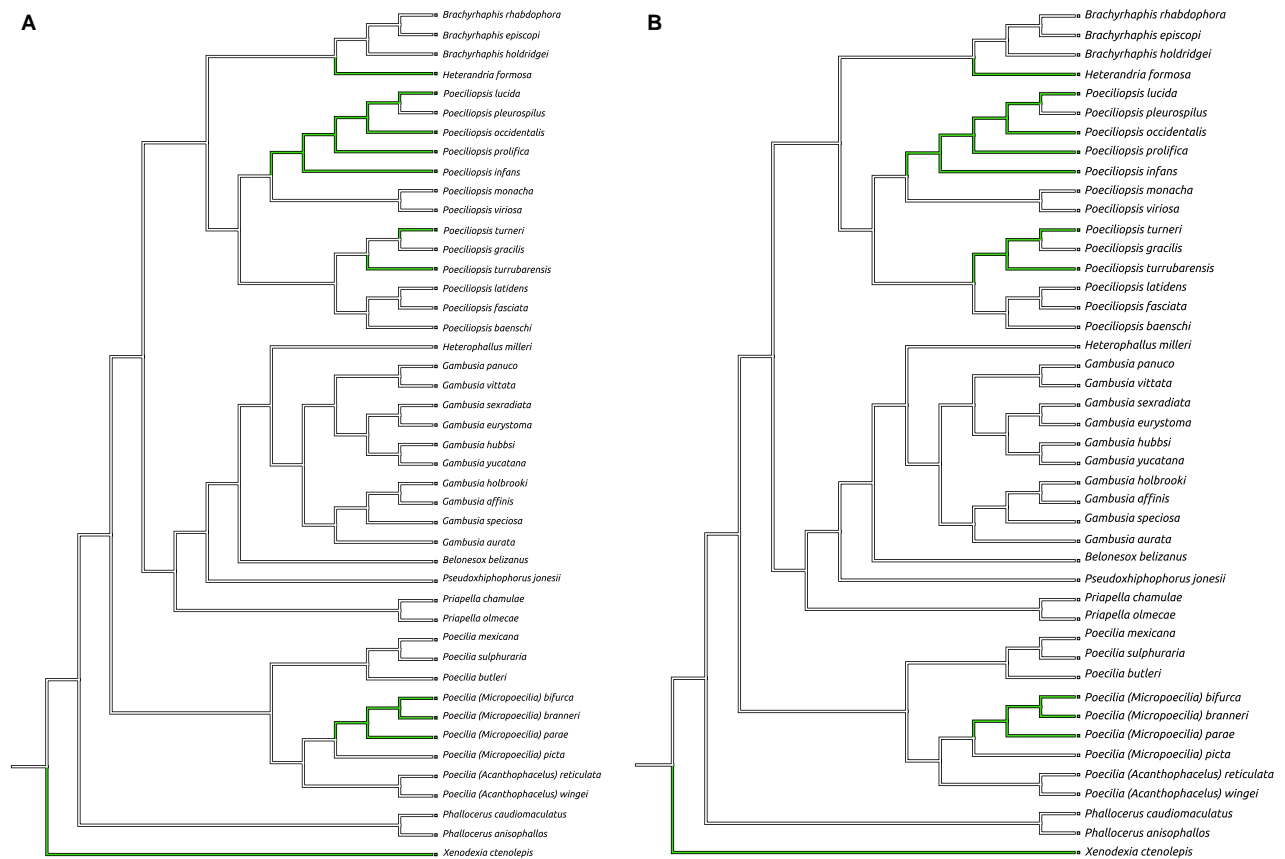 A
Brachyrhaphis rhabdophora
Brachyrhaphis episcopi
Brachyrhaphis holdridgei
Heterandria formosa
Poeciliopsis lucida
Poeciliopsis pleurospilus
Poeciliopsis occidentalis
Poeciliopsis prolifica
Poeciliopsis infans
Poeciliopsis monacha
Poeciliopsis viriosa
Poeciliopsis turneri
Poeciliopsis gracilis
Poeciliopsis turrubarensis
Poeciliopsis latidens
Poeciliopsis fasciata
Poeciliopsis baenschi
Heterophallus milleri
Gambusia panuco
Gambusia vittata
Gambusia sexradiata
Gambusia eurystoma
Gambusia hubbsi
Gambusia yucatana
Gambusia holbrooki
Gambusia affinis
Gambusia speciosa
Gambusia aurata
Belonesox belizanus
Pseudoxhiphophorus jonesii
Priapella chamulae
Priapella olmecae
Poecilia mexicana
Poecilia sulphuraria
Poecilia butleri
Poecilia (Micropoecilia) bifurca
Poecilia (Micropoecilia) branneri
Poecilia (Micropoecilia) parae
Poecilia (Micropoecilia) picta
Poecilia (Acanthophacelus) reticulata
Poecilia (Acanthophacelus) wingei
Phallocerus caudiomaculatus
Phallocerus anisophallos
Xenodexia ctenolepis
B
Brachyrhaphis rhabdophora
Brachyrhaphis episcopi
Brachyrhaphis holdridgei
Heterandria formosa
Poeciliopsis lucida
Poeciliopsis pleurospilus
Poeciliopsis occidentalis
Poeciliopsis prolifica
Poeciliopsis infans
Poeciliopsis monacha
Poeciliopsis viriosa
Poeciliopsis turneri
Poeciliopsis gracilis
Poeciliopsis turrubarensis
Poeciliopsis latidens
Poeciliopsis fasciata
Poeciliopsis baenschi
Heterophallus milleri
Gambusia panuco
Gambusia vittata
Gambusia sexradiata
Gambusia eurystoma
Gambusia hubbsi
Gambusia yucatana
Gambusia holbrooki
Gambusia affinis
Gambusia speciosa
Gambusia aurata
Belonesox belizanus
Pseudoxhiphophorus jonesii
Priapella chamulae
Priapella olmecae
Poecilia mexicana
Poecilia sulphuraria
Poecilia butleri
Poecilia (Micropoecilia) bifurca
Poecilia (Micropoecilia) branneri
Poecilia (Micropoecilia) parae
Poecilia (Micropoecilia) picta
Poecilia (Acanthophacelus) reticulata
Poecilia (Acanthophacelus) wingei
Phallocerus caudiomaculatus
Phallocerus anisophallos
Xenodexia ctenolepis